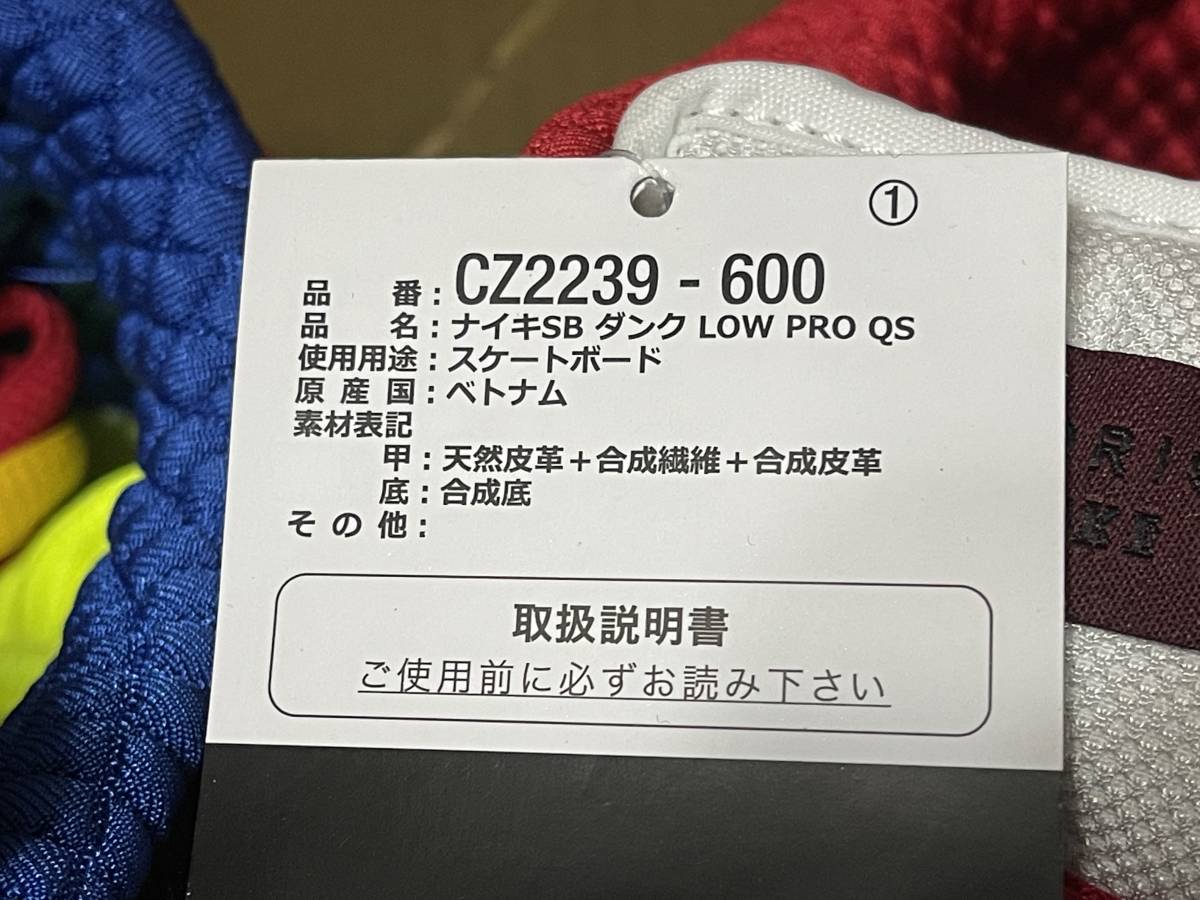 ①
品番：CZ2239 - 600
品名：ナイキSB ダンク LOW PRO QS
使用用途：スケートボード
原産国：ベトナム
素材表記
甲：天然皮革＋合成繊維＋合成皮革
底：合成底
その他：
取扱説明書
ご使用前に必ずお読み下さい